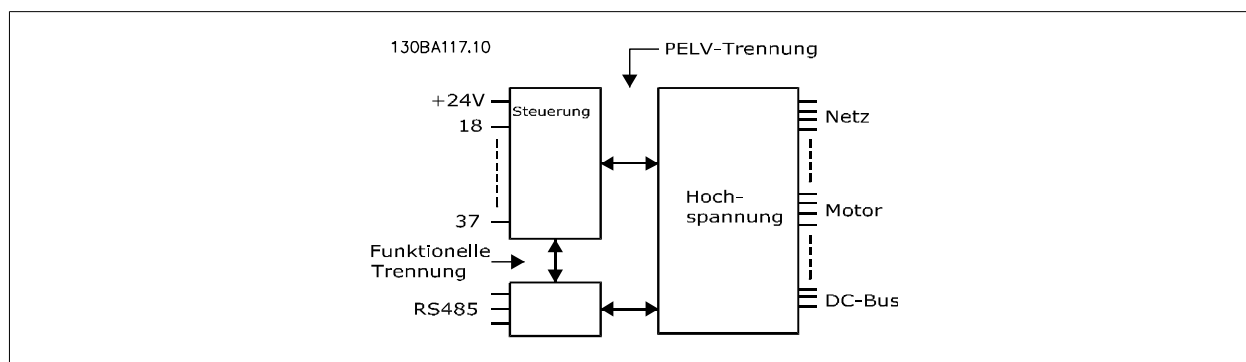 130BA117.10
PELV-Trennung
+24V
Steuerung
18
Netz
Hoch-
spannung
37
Motor
Funktionelle
Trennung
RS485
DC-Bus